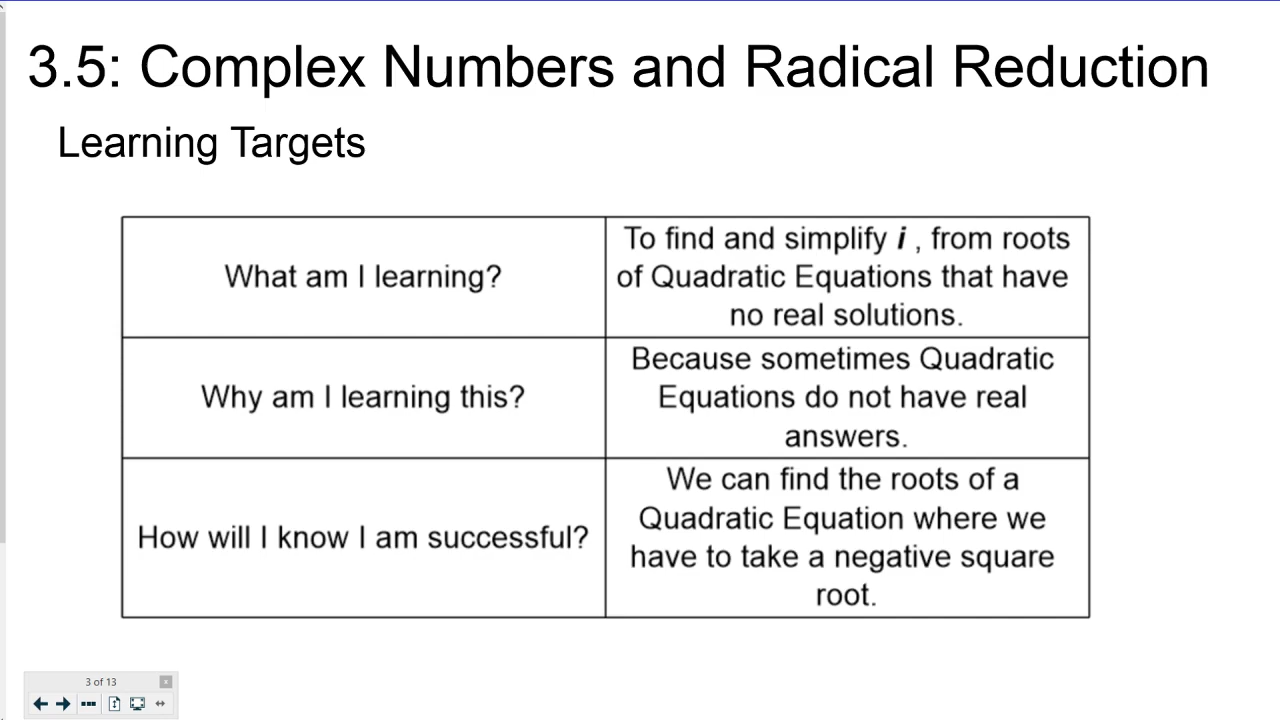 3.5: Complex Numbers and Radical Reduction
Learning Targets
What am I learning?
To find and simplify i , from roots
of Quadratic Equations that have
no real solutions.
Why am I learning this?
Because sometimes Quadratic
Equations do not have real
answers.
How will I know I am successful?
We can find the roots of a
Quadratic Equation where we
have to take a negative square
root.
3 of 13